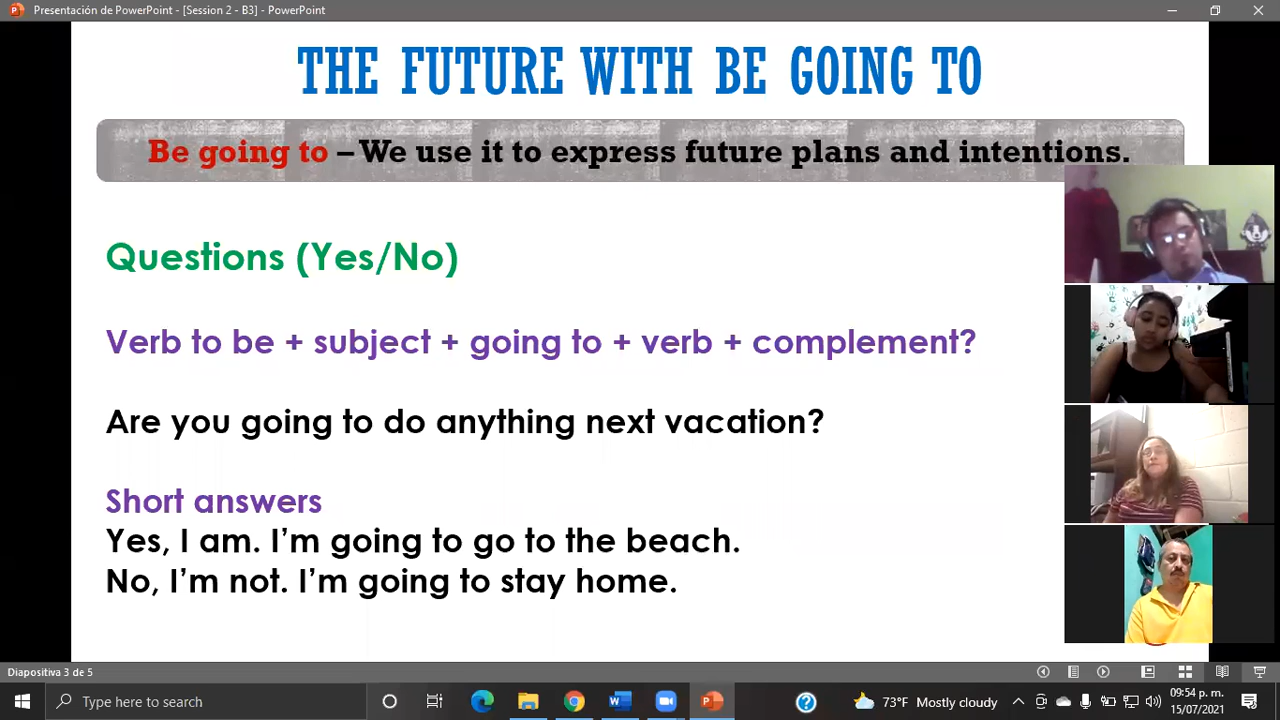 Presentación de PowerPoint - [Session 2 - B3] - PowerPoint
THE FUTURE WITH BE GOING TO
Be going to – We use it to express future plans and intentions.
Questions (Yes/No)
Verb to be + subject + going to + verb + complement?
Are you going to do anything next vacation?
Short answers
Yes, I am. I’m going to go to the beach.
No, I’m not. I’m going to stay home.
Diapositiva 3 de 5
Type here to search
73°F Mostly cloudy
09:54 p. m.
15/07/2021